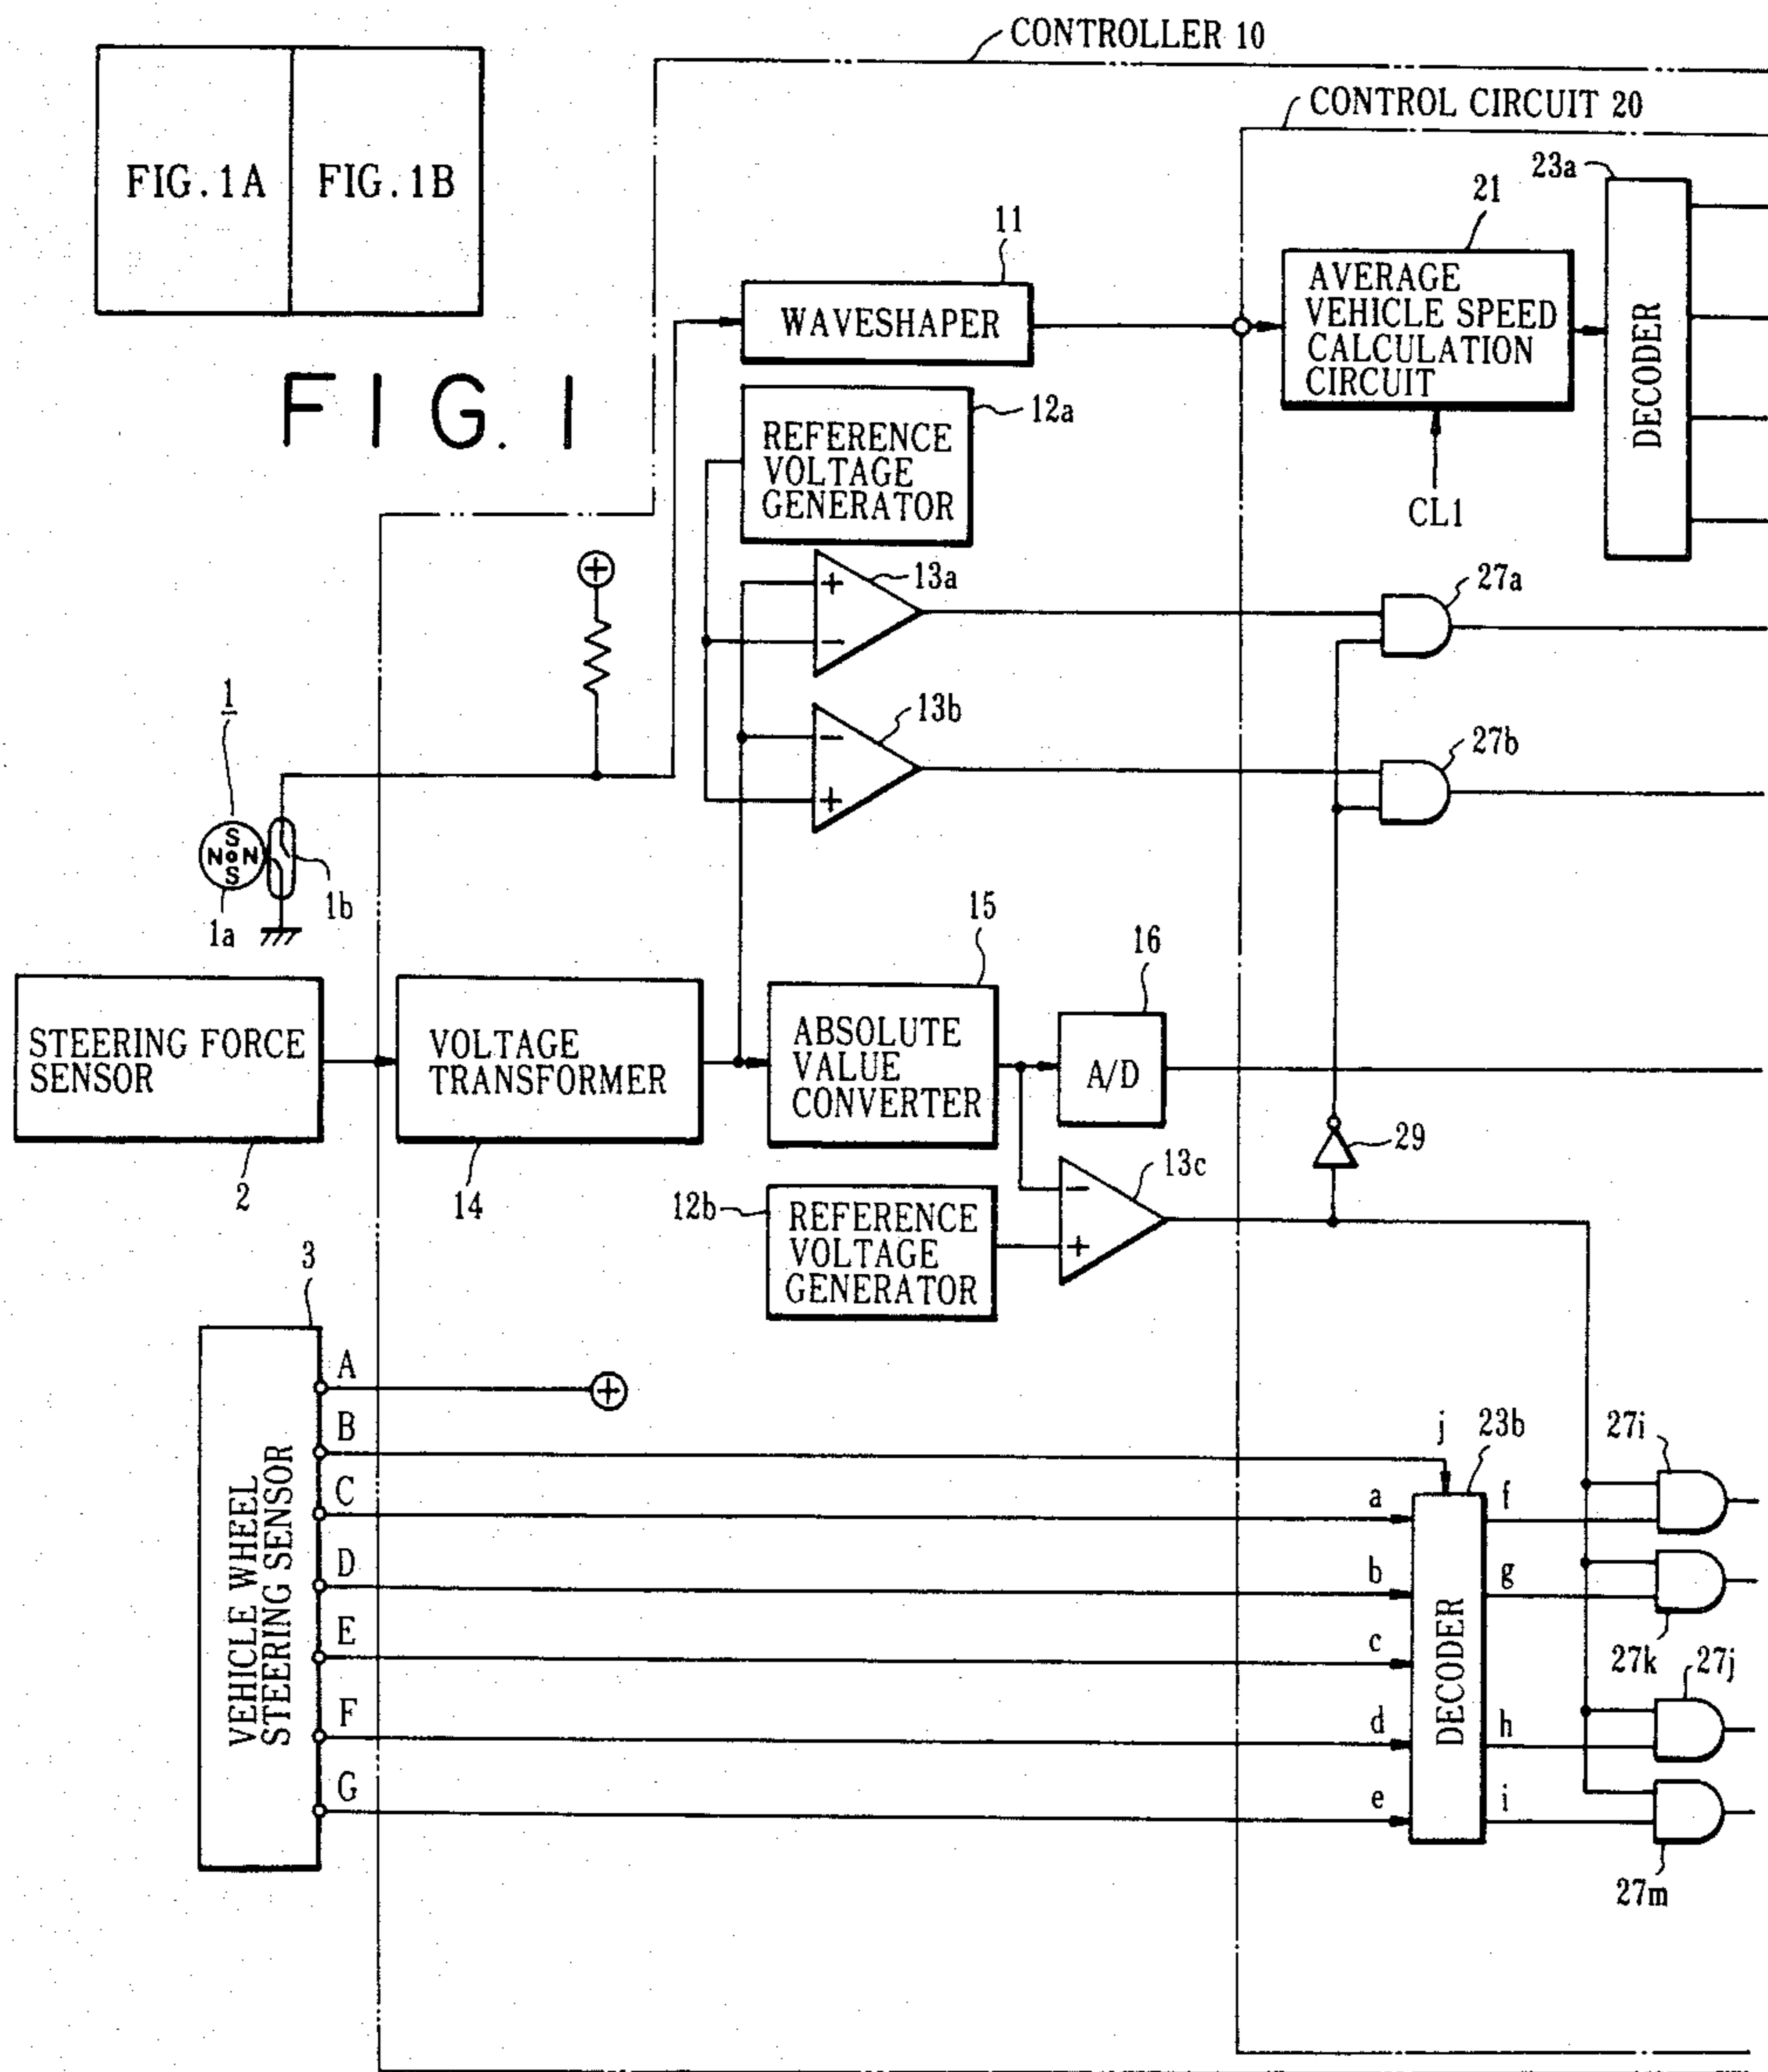 CONTROLLER 10
CONTROL CIRCUIT 20
FIG.1A
FIG.1B
FIG. 1
11
WAVESHAPER
21
AVERAGE
VEHICLE SPEED
CALCULATION
CIRCUIT
CL1
23a
DECODER
12a
REFERENCE
VOLTAGE
GENERATOR
+
13a
+
−
27a
13b
−
+
27b
1
S
N N
S
1a
1b
STEERING FORCE
SENSOR
2
VOLTAGE
TRANSFORMER
14
15
ABSOLUTE
VALUE
CONVERTER
16
A/D
29
12b
REFERENCE
VOLTAGE
GENERATOR
13c
−
+
3
VEHICLE WHEEL
STEERING SENSOR
A
+
B
C
D
E
F
G
j
a
b
c
d
e
23b
DECODER
f
g
h
i
27i
27k
27j
27m